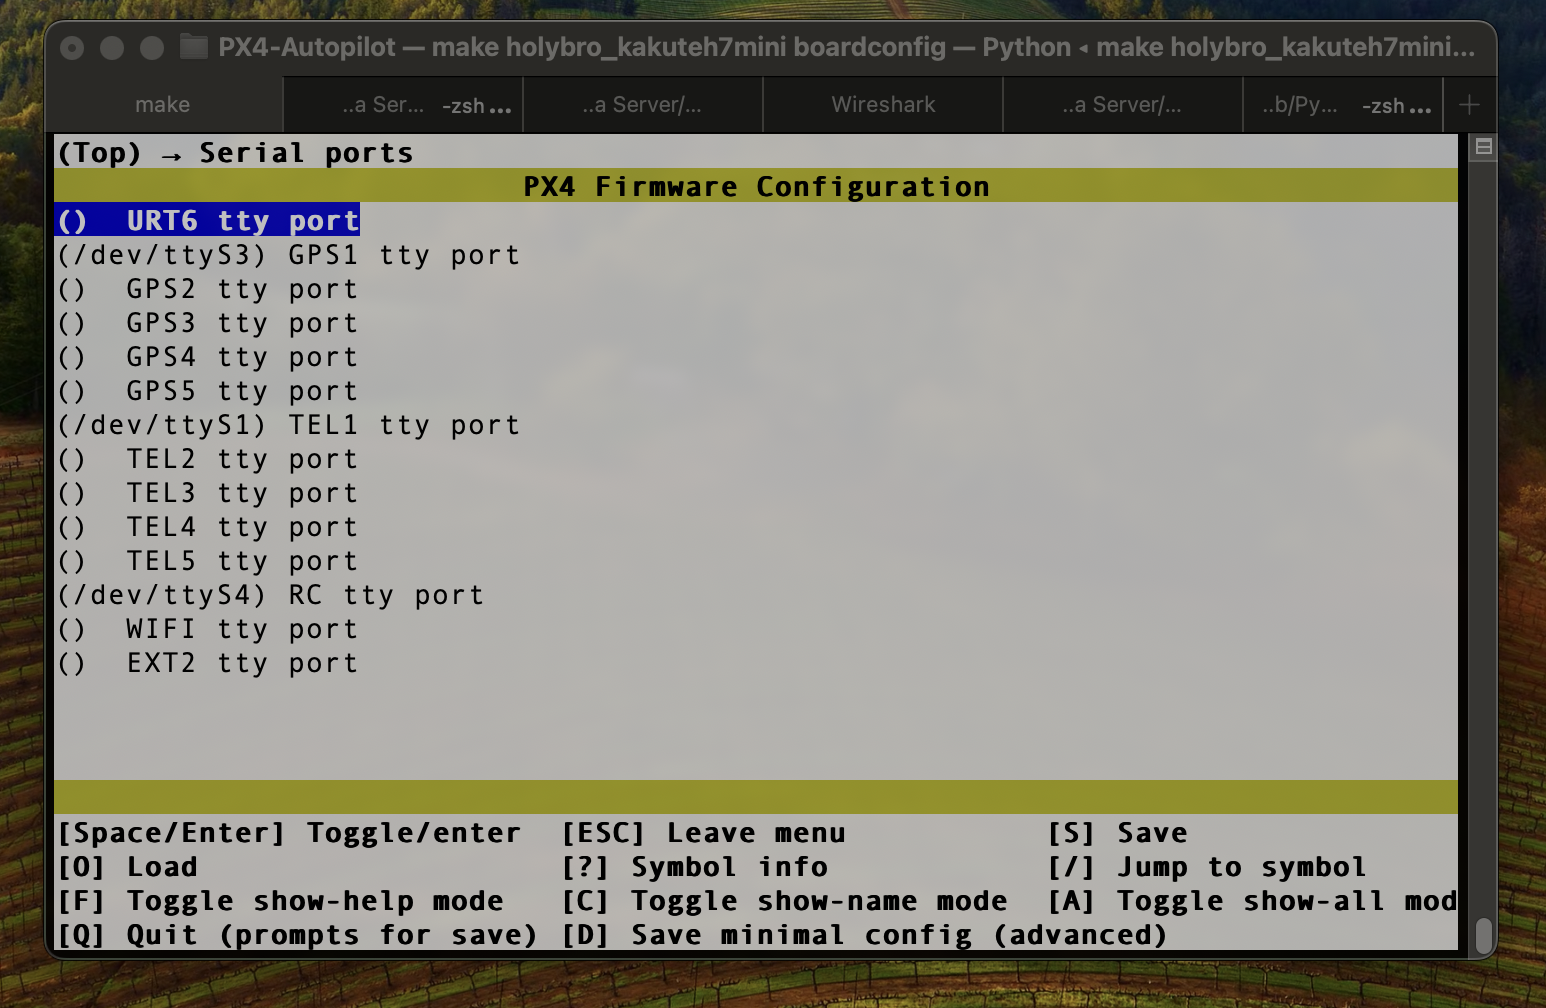 PX4-Autopilot — make holybro_kakuteh7mini boardconfig — Python ◂ make holybro_kakuteh7mini...
make ..a Ser... -zsh ... ..a Server/... Wireshark ..a Server/... ..b/Py... -zsh ... +
(Top) → Serial ports
PX4 Firmware Configuration
() URT6 tty port
(/dev/ttyS3) GPS1 tty port
() GPS2 tty port
() GPS3 tty port
() GPS4 tty port
() GPS5 tty port
(/dev/ttyS1) TEL1 tty port
() TEL2 tty port
() TEL3 tty port
() TEL4 tty port
() TEL5 tty port
(/dev/ttyS4) RC tty port
() WIFI tty port
() EXT2 tty port
[Space/Enter] Toggle/enter [ESC] Leave menu [S] Save
[O] Load [?] Symbol info [/] Jump to symbol
[F] Toggle show-help mode [C] Toggle show-name mode [A] Toggle show-all mod
[Q] Quit (prompts for save) [D] Save minimal config (advanced)